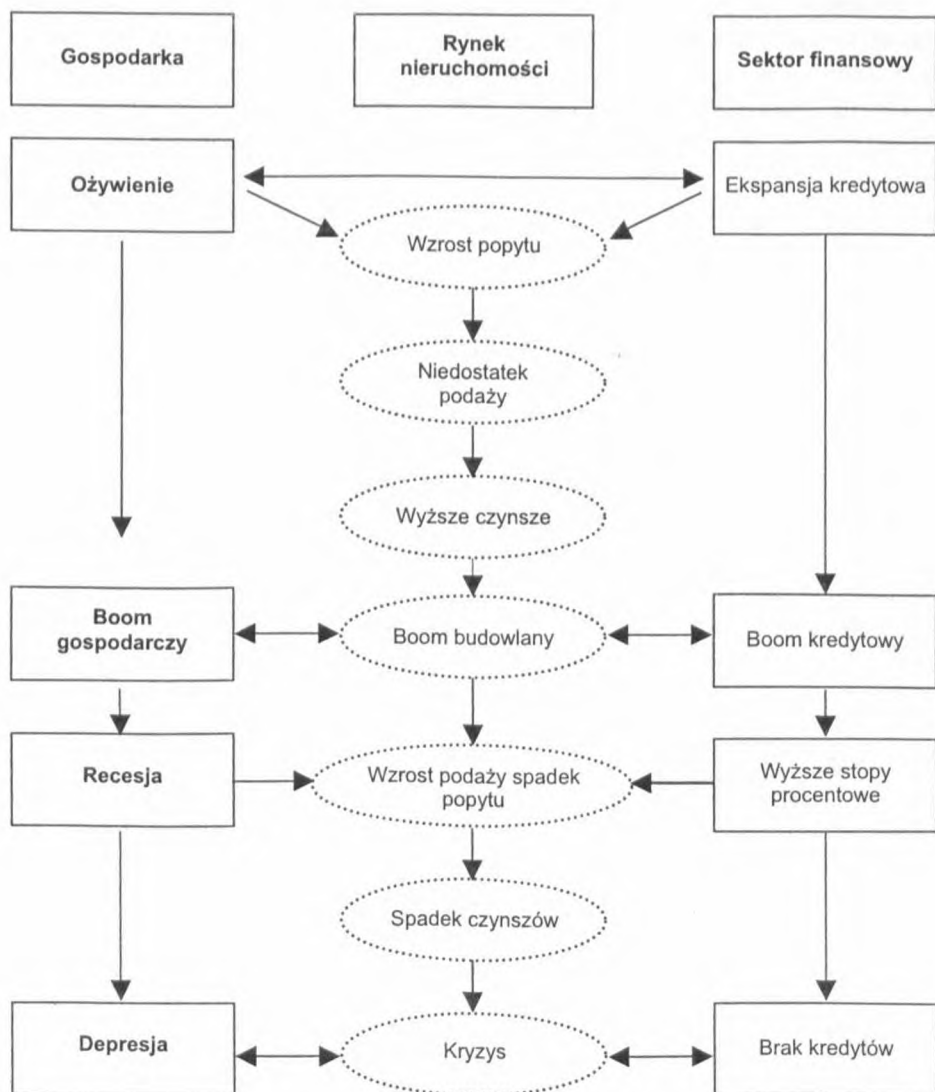 Gospodarka
Rynek
nieruchomości
Sektor finansowy
Ożywienie
Ekspansja kredytowa
Wzrost popytu
Niedostatek
podaży
Wyższe czynsze
Boom
gospodarczy
Boom budowlany
Boom kredytowy
Recesja
Wzrost podaży spadek
popytu
Wyższe stopy
procentowe
Spadek czynszów
Depresja
Kryzys
Brak kredytów